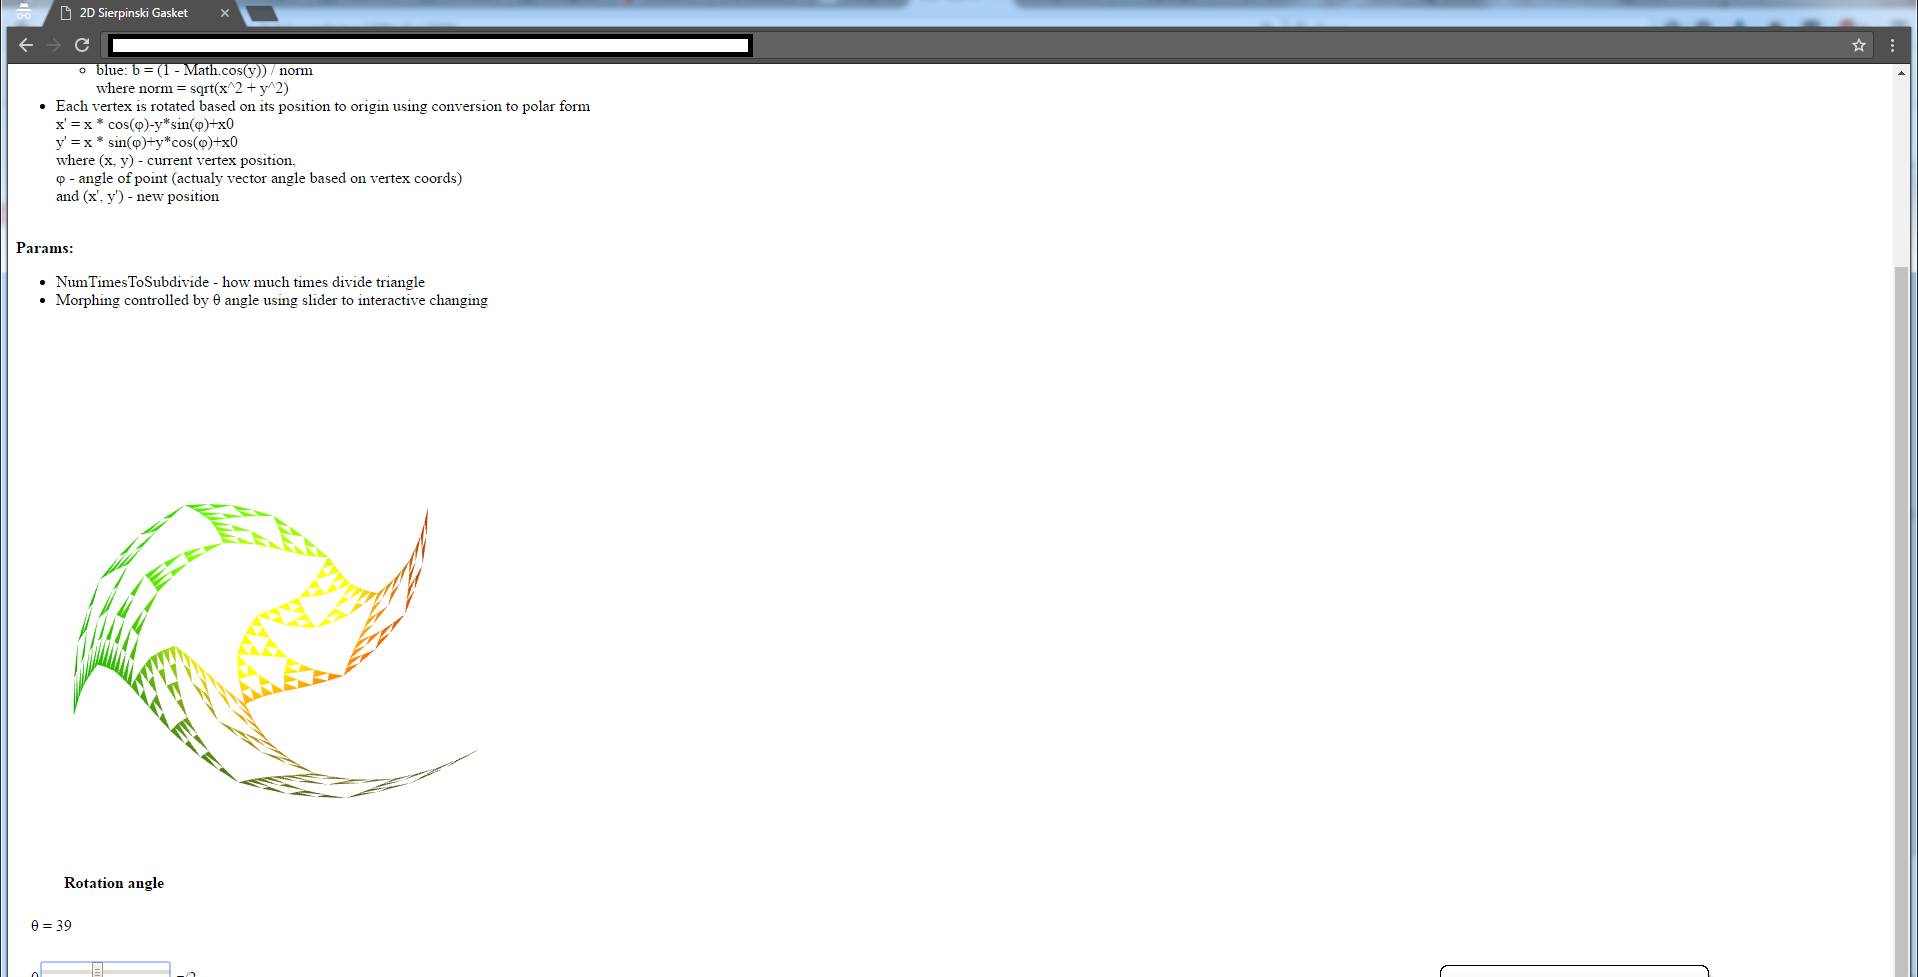 2D Sierpinski Gasket
blue: b = (1 - Math.cos(y)) / norm
where norm = sqrt(x^2 + y^2)
Each vertex is rotated based on its position to origin using conversion to polar form
x' = x * cos(φ)-y*sin(φ)+x0
y' = x * sin(φ)+y*cos(φ)+x0
where (x, y) - current vertex position,
φ - angle of point (actualy vector angle based on vertex coords)
and (x', y') - new position
Params:
NumTimesToSubdivide - how much times divide triangle
Morphing controlled by θ angle using slider to interactive changing
Rotation angle
θ = 39